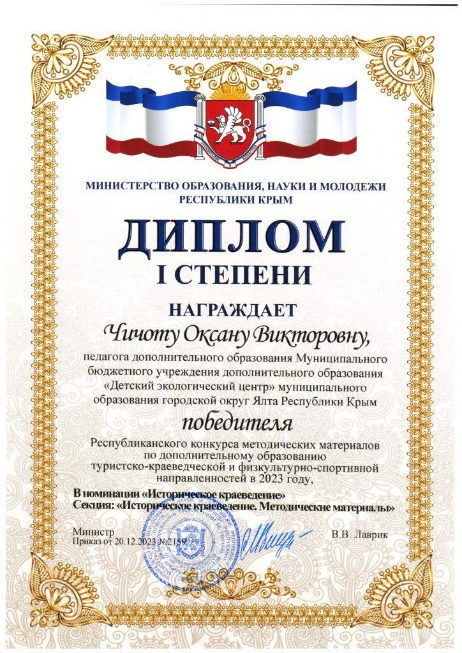 МИНИСТЕРСТВО ОБРАЗОВАНИЯ, НАУКИ И МОЛОДЕЖИ
РЕСПУБЛИКИ КРЫМ
ДИПЛОМ
I СТЕПЕНИ
НАГРАЖДАЕТ
Чичоту Оксану Викторовну,
педагога дополнительного образования Муниципального
бюджетного учреждения дополнительного образования
«Детский экологический центр» муниципального
образования городской округ Ялта Республики Крым
победителя
Республиканского конкурса методических материалов
по дополнительному образованию
туристско-краеведческой и физкультурно-спортивной
направленностей в 2023 году,
В номинации «Историческое краеведение»
Секция: «Историческое краеведение. Методические материалы»
Министр В.В. Лаврик
Приказ от 20.12.2023 №2159